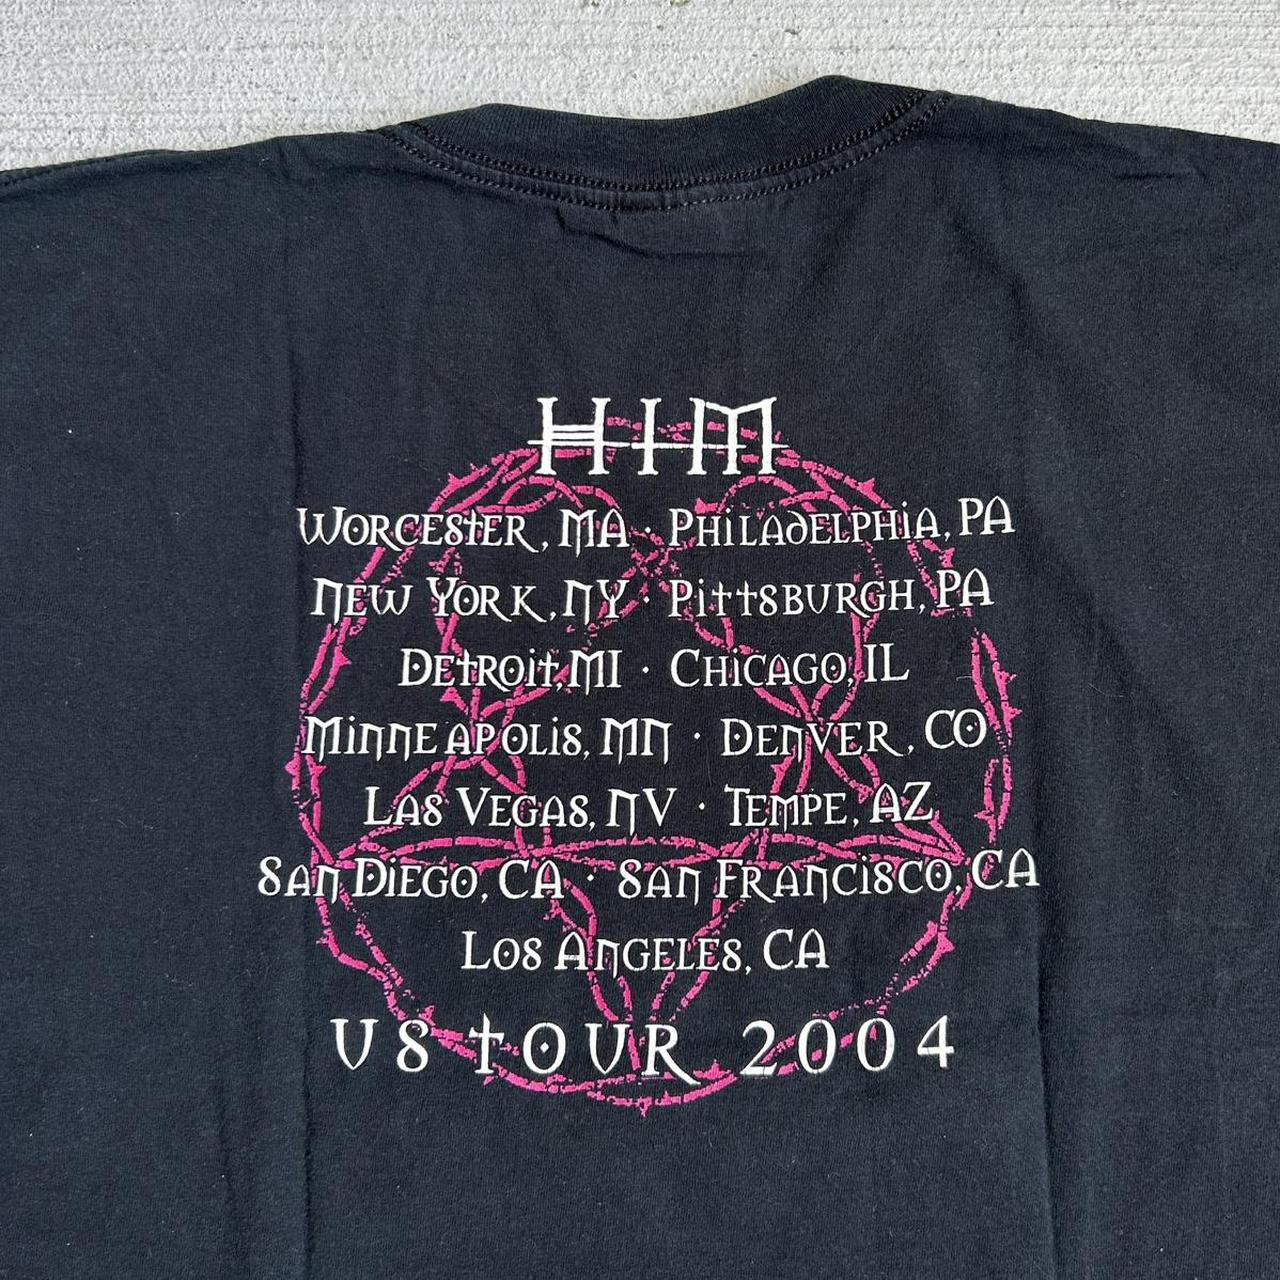 HIM
Worcester, MA · Philadelphia, PA
New York, NY · Pittsburgh, PA
Detroit, MI · Chicago, IL
Minneapolis, MN · Denver, CO
Las Vegas, NV · Tempe, AZ
San Diego, CA · San Francisco, CA
Los Angeles, CA
US TOUR 2004